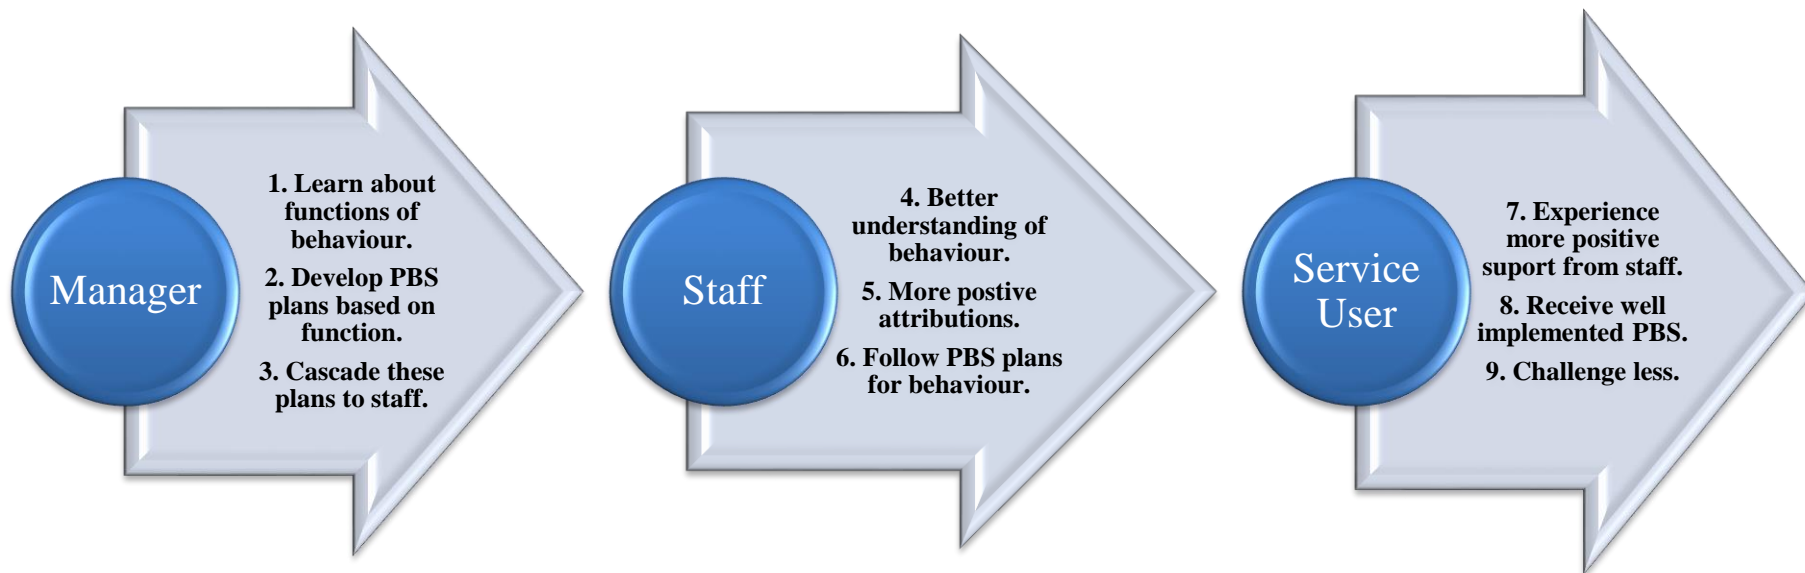 Manager
1. Learn about
functions of
behaviour.
2. Develop PBS
plans based on
function.
3. Cascade these
plans to staff.
Staff
4. Better
understanding of
behaviour.
5. More postive
attributions.
6. Follow PBS plans
for behaviour.
Service
User
7. Experience
more positive
suport from staff.
8. Receive well
implemented PBS.
9. Challenge less.